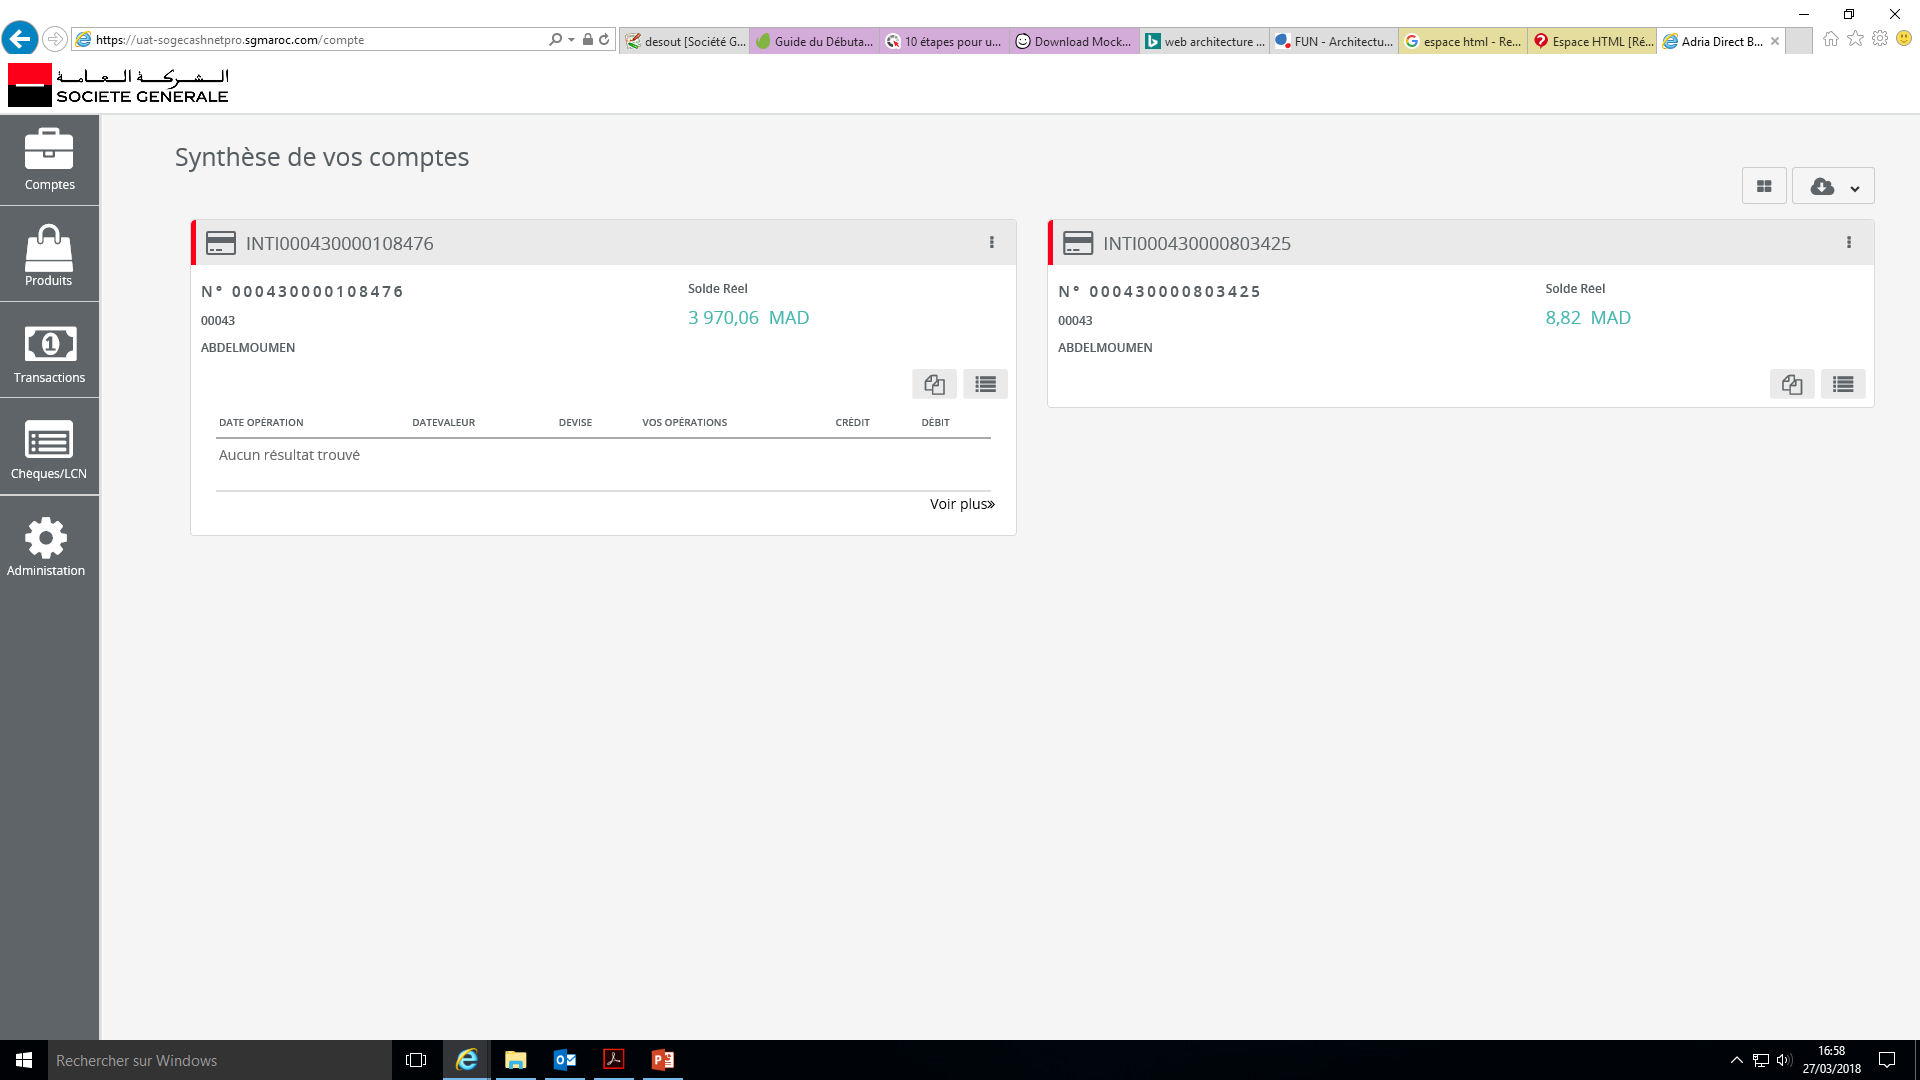 https://uat-sogecashnetpro.sgmaroc.com/compte
desout [Société G...
Guide du Débuta...
10 étapes pour u...
Download Mock...
web architecture ...
FUN - Architectu...
espace html - Re...
Espace HTML [Ré...
Adria Direct B...
الشركة العامة
SOCIETE GENERALE
Comptes
Produits
Transactions
Chèques/LCN
Administation
Synthèse de vos comptes
INTI000430000108476
N° 000430000108476
Solde Réel
00043
3 970,06 MAD
ABDELMOUMEN
DATE OPÉRATION DATEVALEUR DEVISE VOS OPÉRATIONS CRÉDIT DÉBIT
Aucun résultat trouvé
Voir plus»
INTI000430000803425
N° 000430000803425
Solde Réel
00043
8,82 MAD
ABDELMOUMEN
Rechercher sur Windows
16:58
27/03/2018